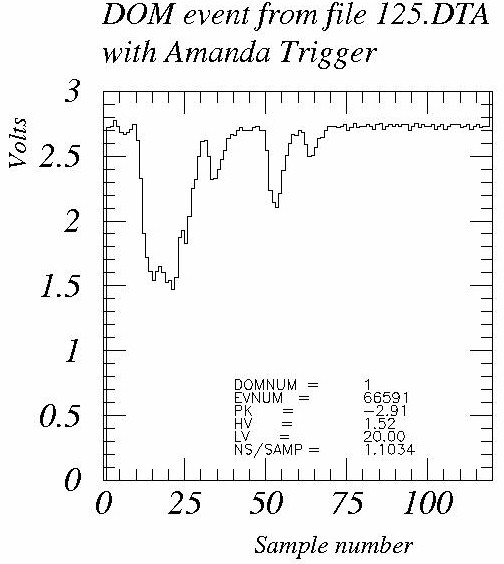 DOM event from file 125.DTA
with Amanda Trigger
Volts
3
2.5
2
1.5
1
0.5
0
DOMNUM = 1
EVNUM = 66591
PK = -2.91
HV = 1.52
LV = 20.00
NS/SAMP = 1.1034
0 25 50 75 100
Sample number